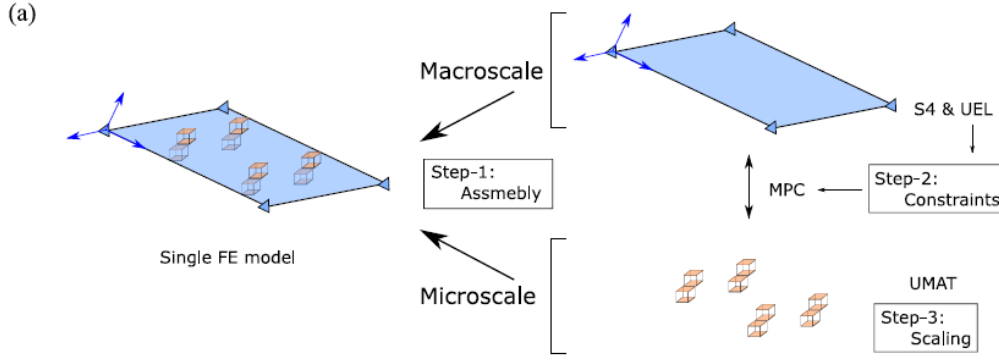 (a)
Macroscale
S4 & UEL
Step-1:
Assmebly
MPC
Step-2:
Constraints
Single FE model
Microscale
UMAT
Step-3:
Scaling